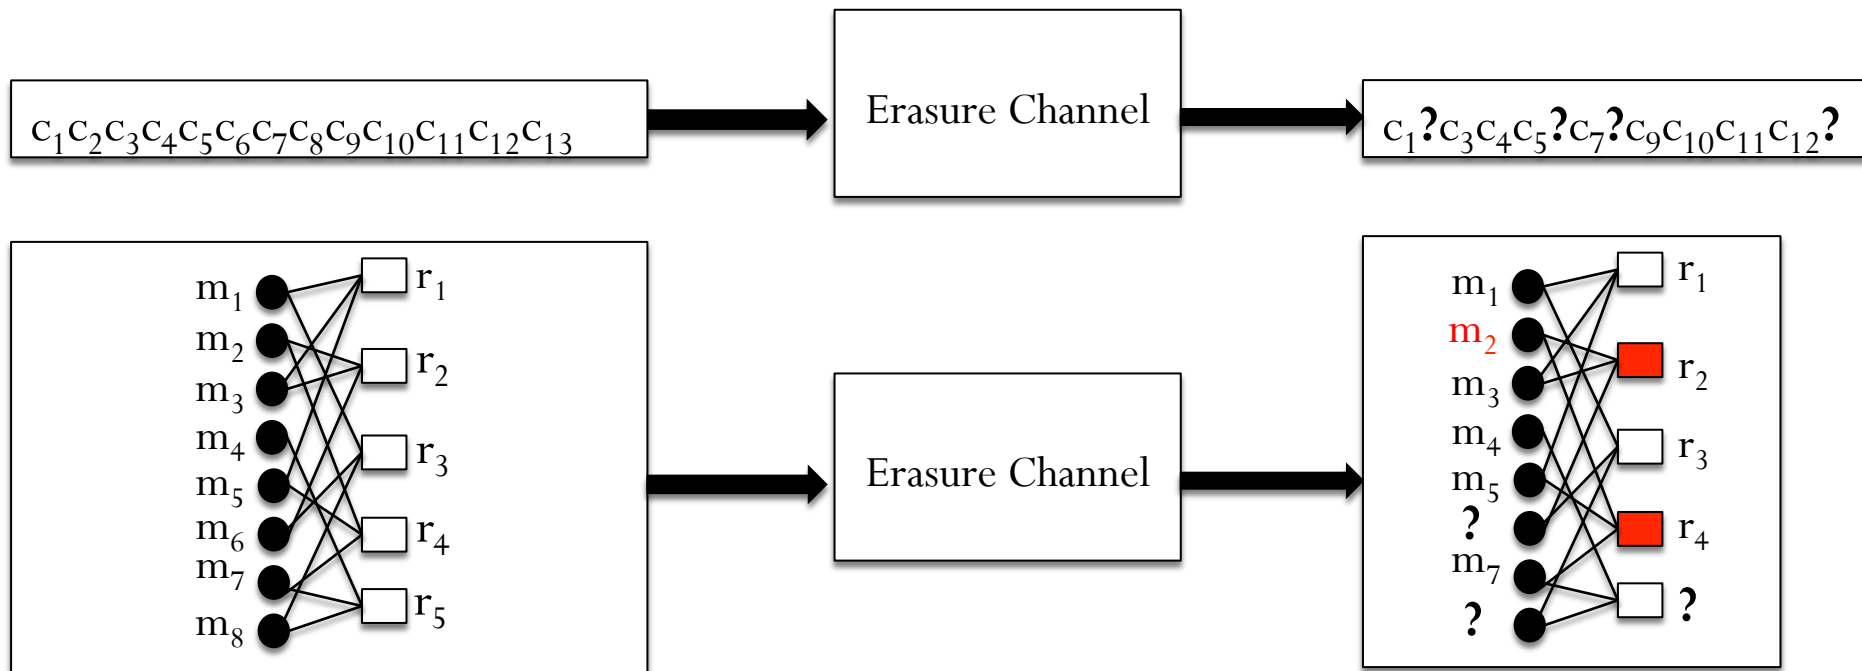 c₁c₂c₃c₄c₅c₆c₇c₈c₉c₁₀c₁₁c₁₂c₁₃
Erasure Channel
c₁?c₃c₄c₅?c₇?c₉c₁₀c₁₁c₁₂?
m₁
m₂
m₃
m₄
m₅
m₆
m₇
m₈
r₁
r₂
r₃
r₄
r₅
Erasure Channel
m₁
m₂
m₃
m₄
m₅
?
m₇
?
r₁
r₂
r₃
r₄
?